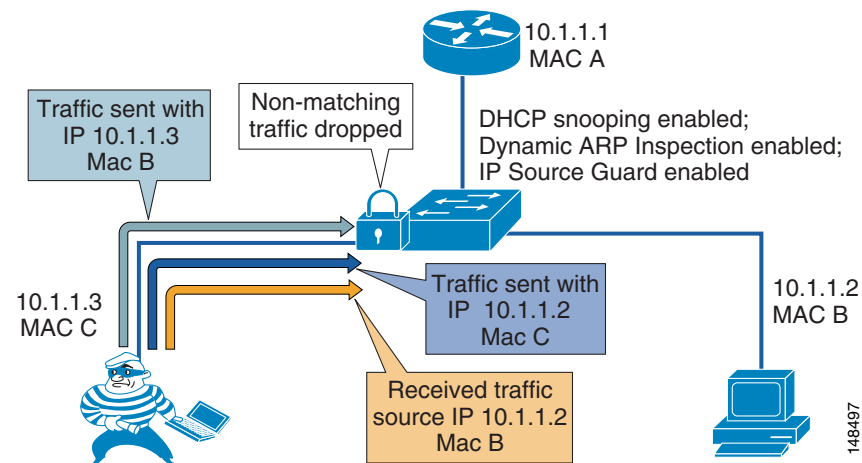 10.1.1.1
MAC A
Traffic sent with
IP 10.1.1.3
Mac B
Non-matching
traffic dropped
DHCP snooping enabled;
Dynamic ARP Inspection enabled;
IP Source Guard enabled
10.1.1.3
MAC C
Traffic sent with
IP 10.1.1.2
Mac C
10.1.1.2
MAC B
Received traffic
source IP 10.1.1.2
Mac B
148497